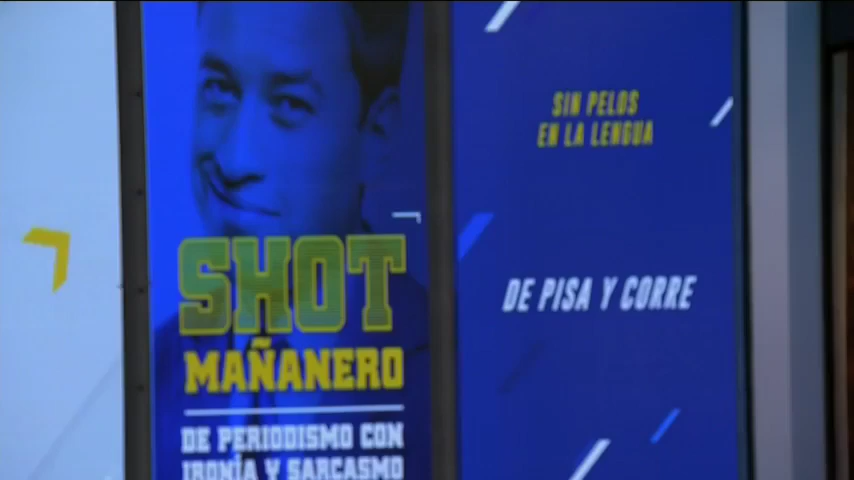 SHOT
MAÑANERO
DE PERIODISMO CON
IRONÍA Y SARCASMO
SIN PELOS
EN LA LENGUA
DE PISA Y CORRE